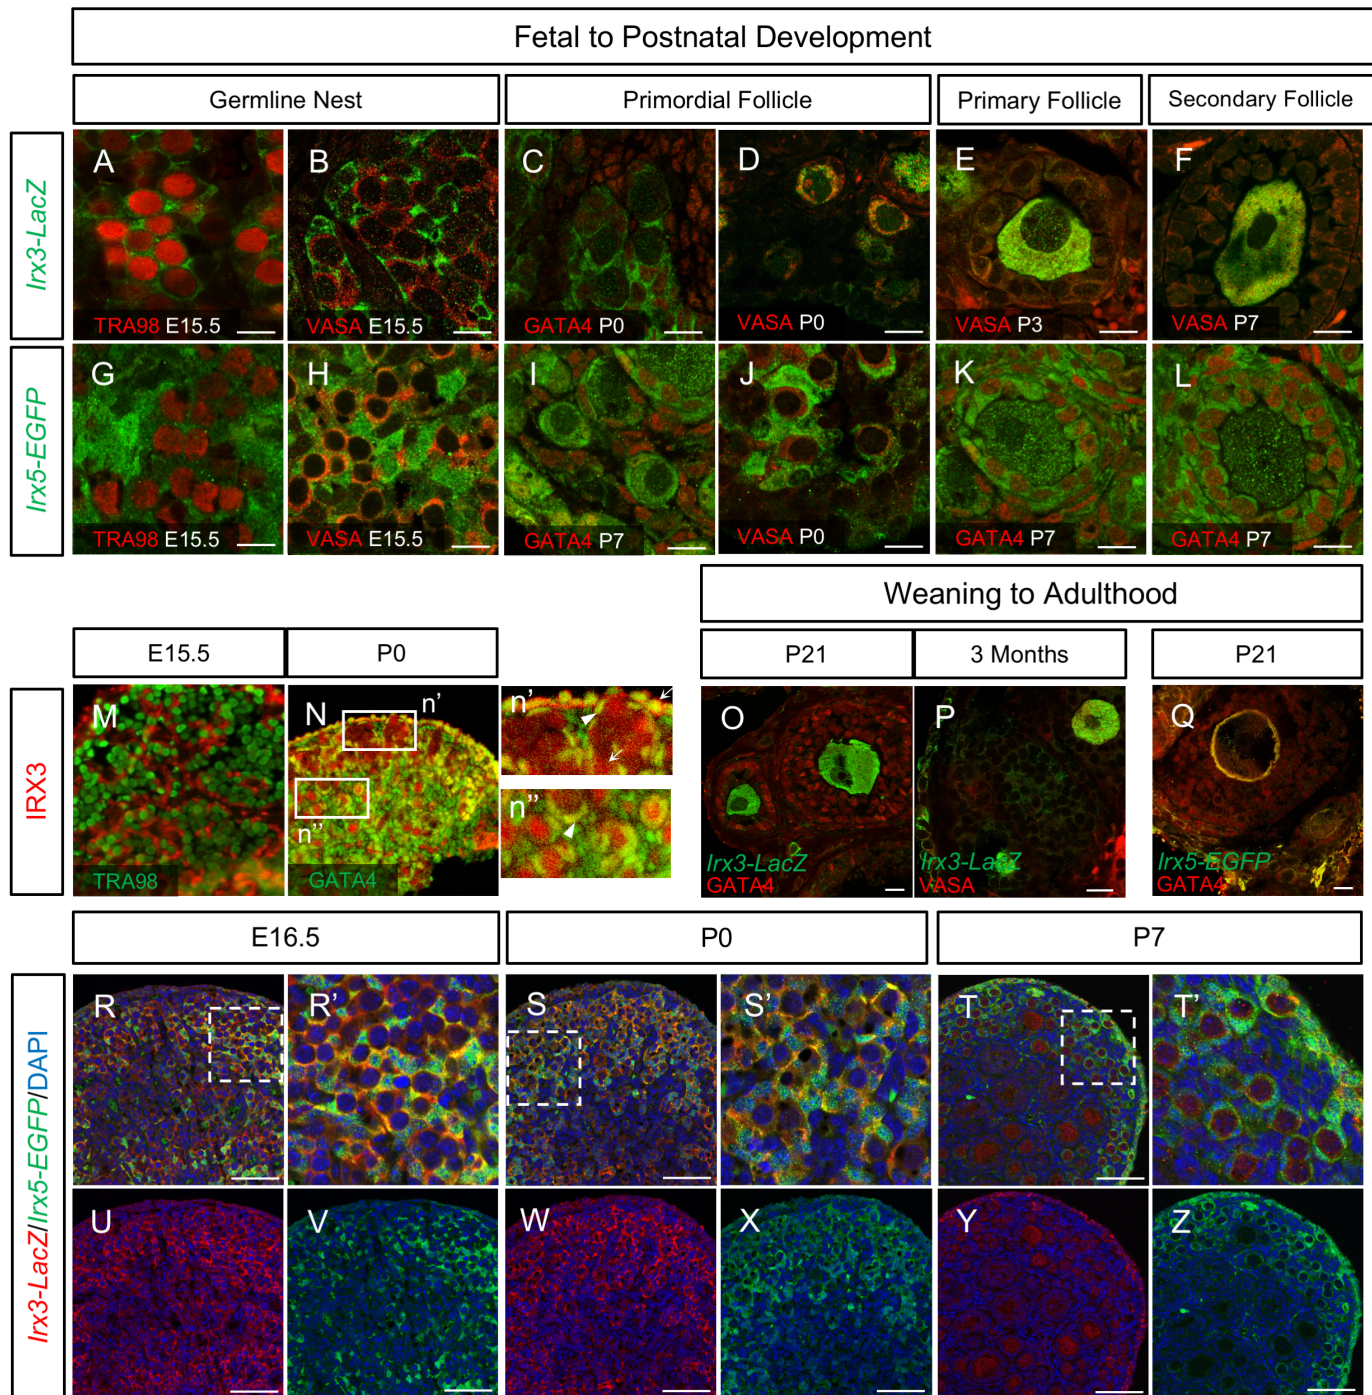 Fetal to Postnatal Development
Germline Nest
Primordial Follicle
Primary Follicle
Secondary Follicle
Irx3-LacZ
A
TRA98 E15.5
B
VASA E15.5
C
GATA4 P0
D
VASA P0
E
VASA P3
F
VASA P7
Irx5-EGFP
G
TRA98 E15.5
H
VASA E15.5
I
GATA4 P7
J
VASA P0
K
GATA4 P7
L
GATA4 P7
Weaning to Adulthood
E15.5
P0
P21
3 Months
P21
IRX3
M
TRA98
N
n'
n''
GATA4
n'
n''
O
Irx3-LacZ
GATA4
P
Irx3-LacZ
VASA
Q
Irx5-EGFP
GATA4
E16.5
P0
P7
Irx3-LacZ/Irx5-EGFP/DAPI
R
R'
S
S'
T
T'
U
V
W
X
Y
Z